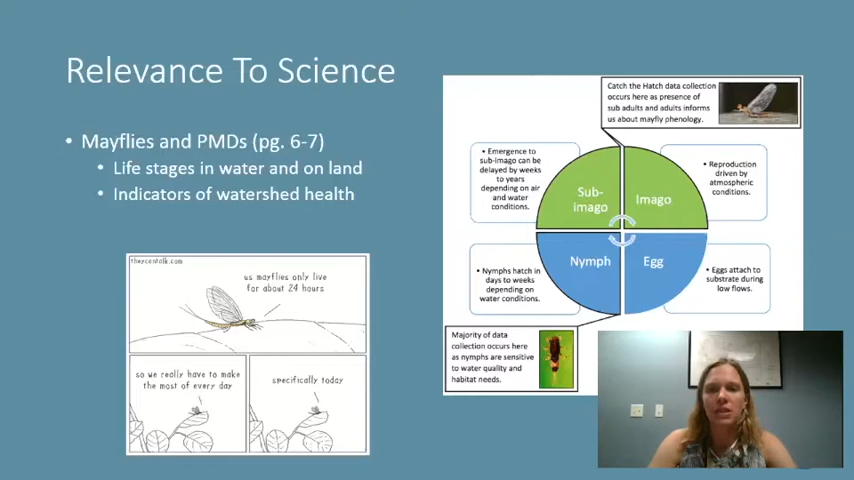 Relevance To Science
• Mayflies and PMDs (pg. 6-7)
• Life stages in water and on land
• Indicators of watershed health
theycantalk.com
us mayflies only live
for about 24 hours
so we really have to make
the most of every day
specifically today
Catch the Hatch data collection
occurs here as presence of
sub adults and adults informs
us about mayfly phenology.
• Emergence to
sub-imago can be
delayed by weeks
to years
depending on air
and water
conditions.
Sub-
imago
Imago
• Reproduction
driven by
atmospheric
conditions.
• Nymphs hatch in
days to weeks
depending on
water conditions.
Nymph
Egg
• Eggs attach to
substrate during
low flows.
Majority of data
collection occurs here
as nymphs are sensitive
to water quality and
habitat needs.